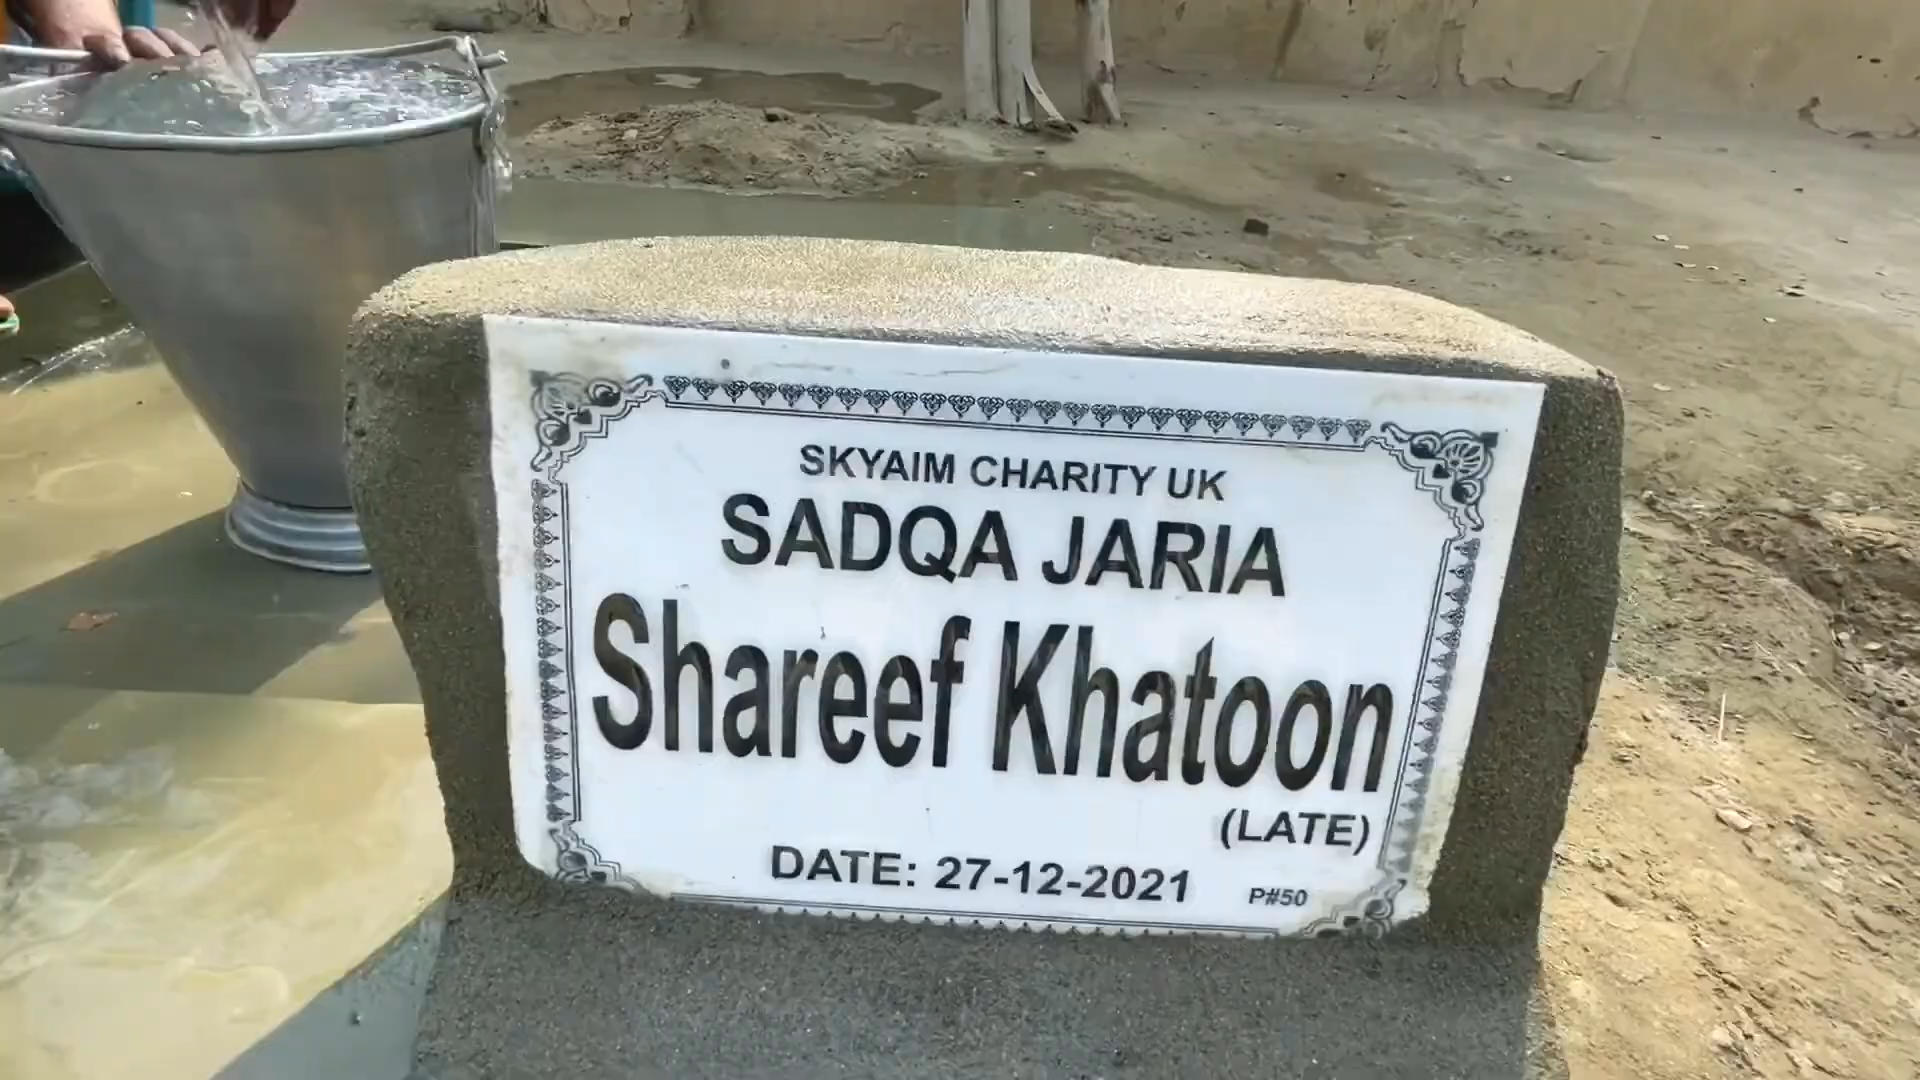 SKYAIM CHARITY UK
SADQA JARIA
Shareef Khatoon
(LATE)
DATE: 27-12-2021 P#50